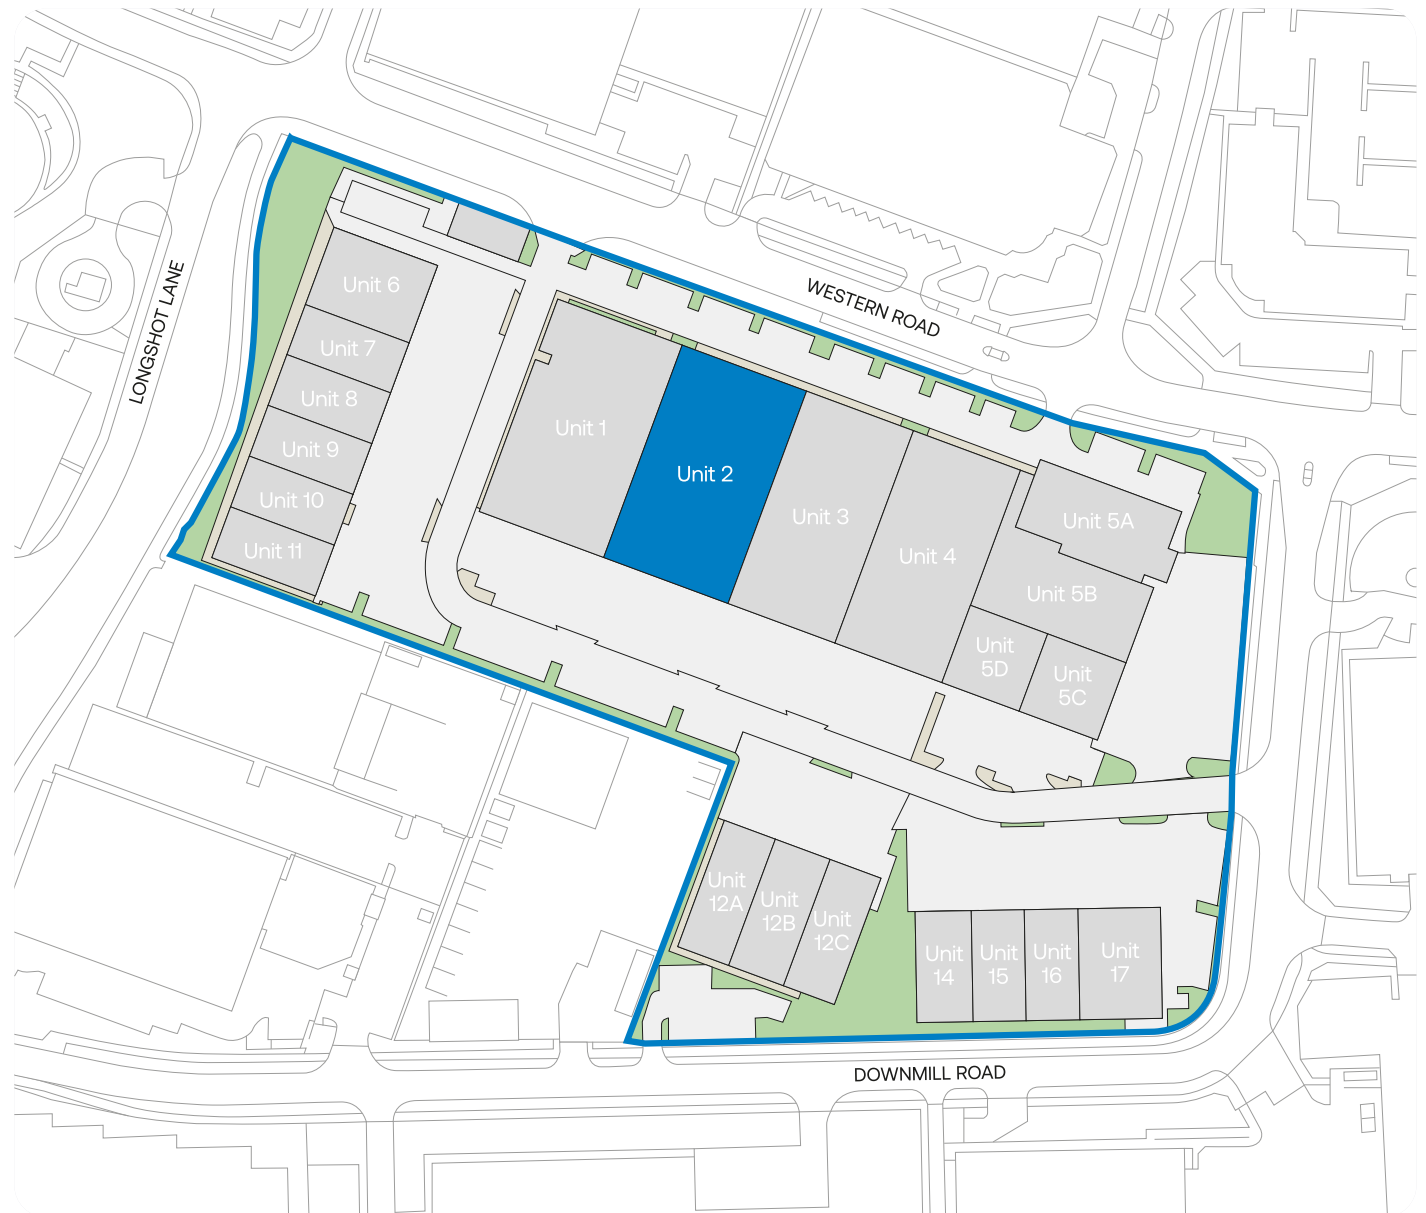 WESTERN ROAD
LONGSHOT LANE
Unit 6
Unit 7
Unit 8
Unit 9
Unit 10
Unit 11
Unit 1
Unit 2
Unit 3
Unit 4
Unit 5A
Unit 5B
Unit
5D
Unit
5C
Unit
12A
Unit
12B
Unit
12C
Unit
14
Unit
15
Unit
16
Unit
17
DOWNMILL ROAD